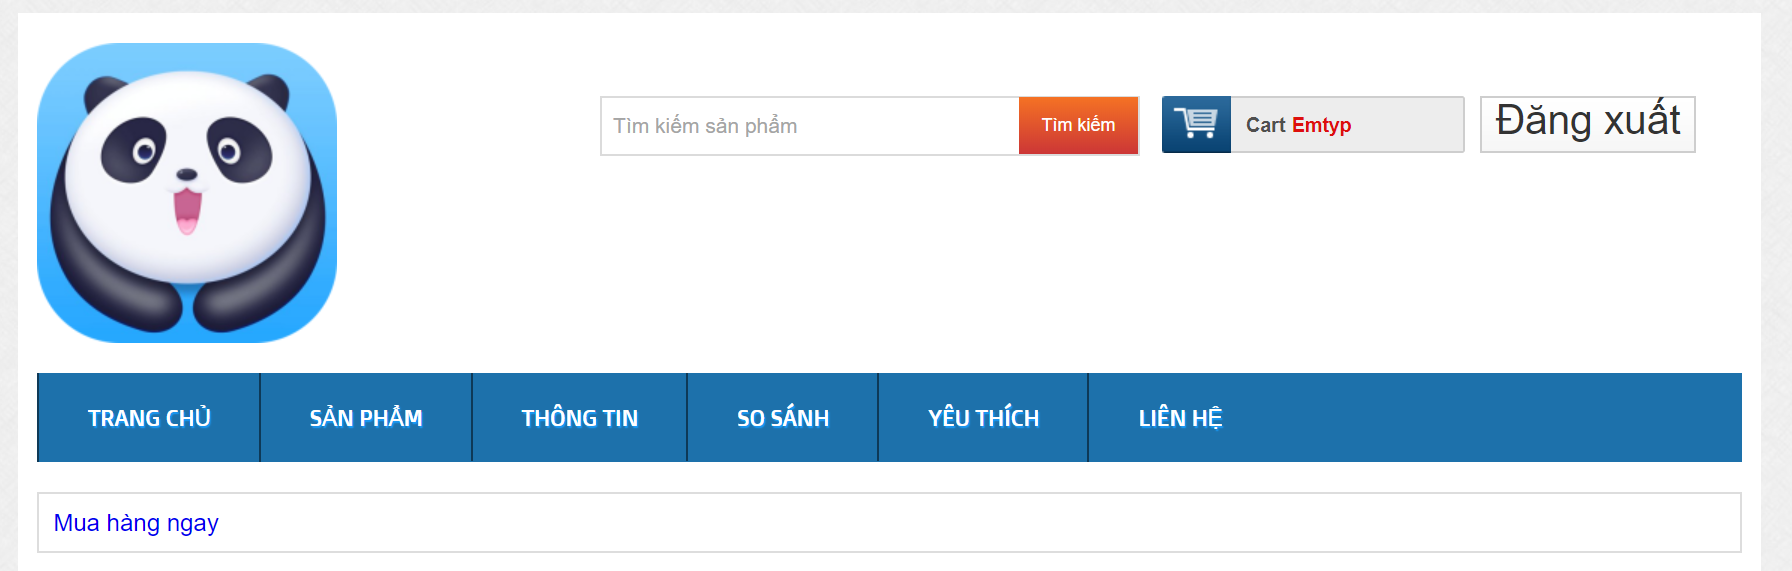 Tìm kiếm sản phẩm
Tìm kiếm
Cart Emtyp
Đăng xuất
TRANG CHỦ
SẢN PHẨM
THÔNG TIN
SO SÁNH
YÊU THÍCH
LIÊN HỆ
Mua hàng ngay